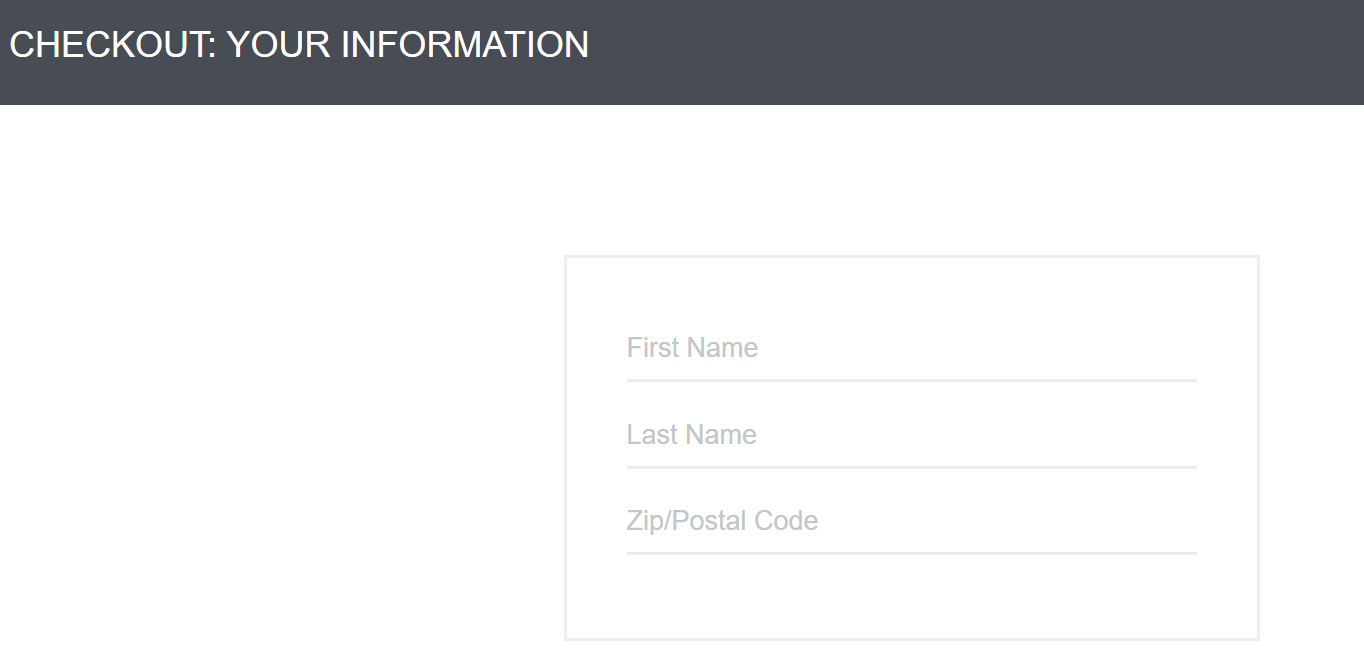 CHECKOUT: YOUR INFORMATION
First Name
Last Name
Zip/Postal Code